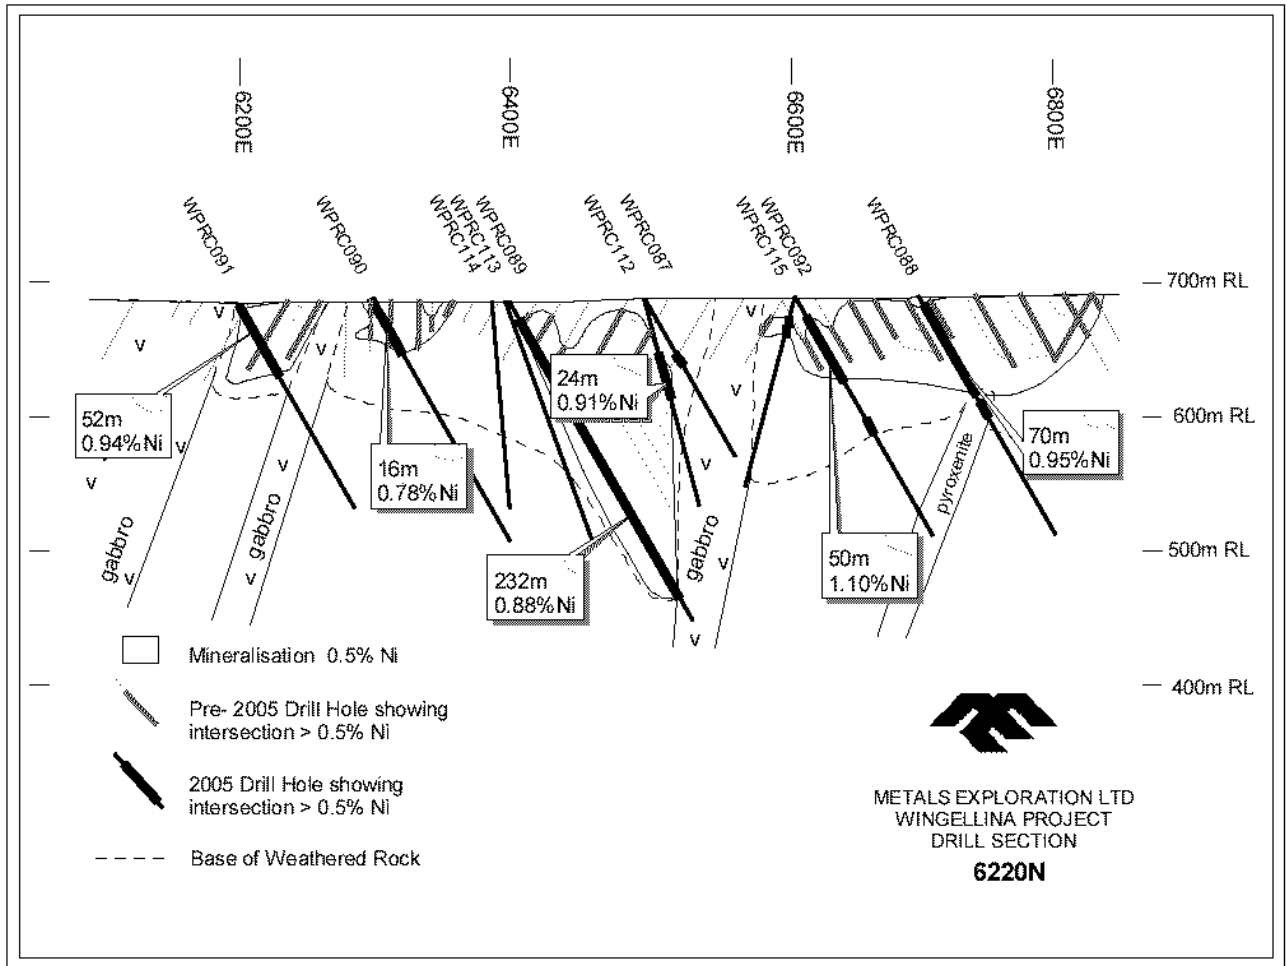 6200E
6400E
6600E
6800E
WPRC091
WPRC090
WPRC114
WPRC113
WPRC089
WPRC112
WPRC087
WPRC115
WPRC092
WPRC088
700m RL
600m RL
500m RL
400m RL
52m
0.94%Ni
16m
0.78%Ni
232m
0.88%Ni
24m
0.91%Ni
50m
1.10%Ni
70m
0.95%Ni
gabbro
gabbro
gabbro
pyroxenite
v
v
v
v
v
v
v
v
v
v
v
v
v
Mineralisation 0.5% Ni
Pre- 2005 Drill Hole showing
intersection > 0.5% Ni
2005 Drill Hole showing
intersection > 0.5% Ni
Base of Weathered Rock
METALS EXPLORATION LTD
WINGELLINA PROJECT
DRILL SECTION
6220N